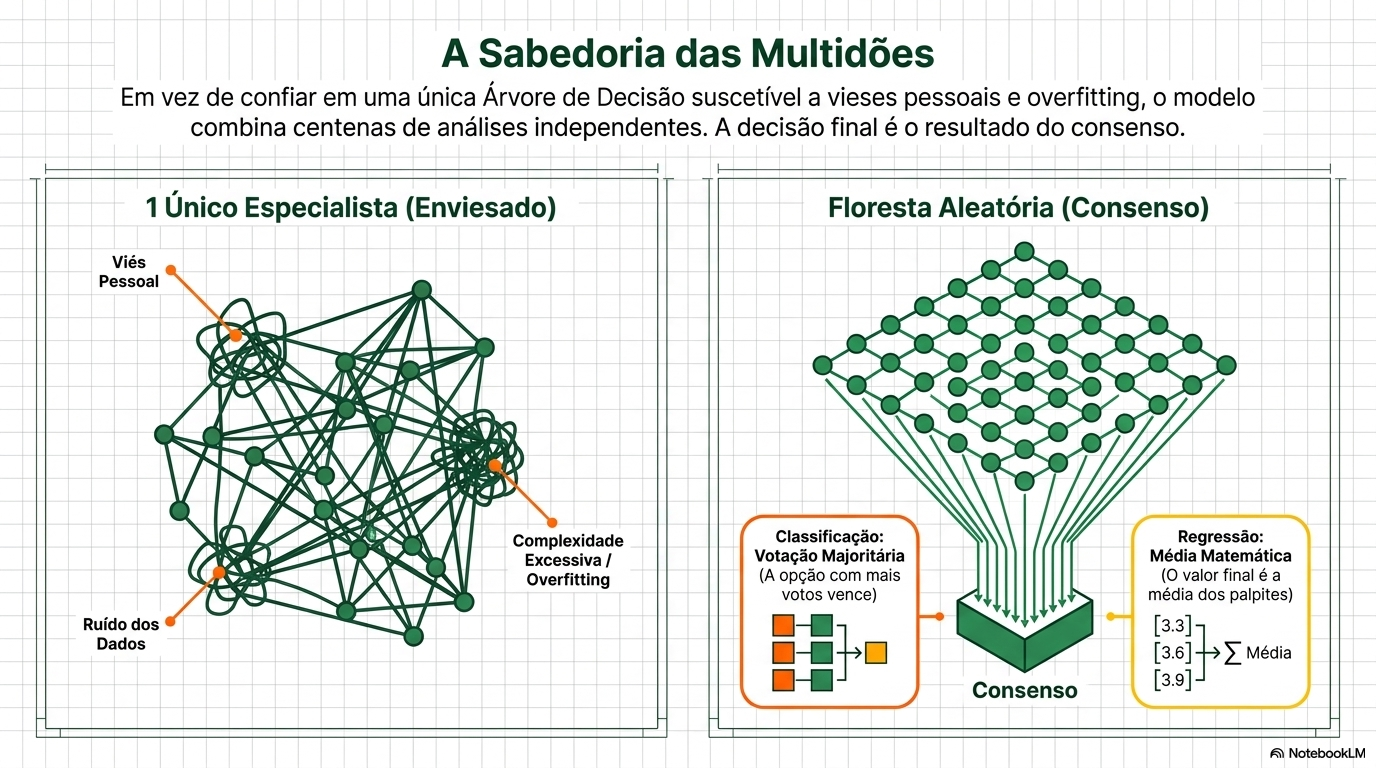 A Sabedoria das Multidões
Em vez de confiar em uma única Árvore de Decisão suscetível a vieses pessoais e overfitting, o modelo
combina centenas de análises independentes. A decisão final é o resultado do consenso.
1 Único Especialista (Enviesado)
Viés
Pessoal
Complexidade
Excessiva /
Overfitting
Ruído dos
Dados
Floresta Aleatória (Consenso)
Classificação:
Votação Majoritária
(A opção com mais
votos vence)
Consenso
Regressão:
Média Matemática
(O valor final é a
média dos palpites)
[3.3]
[3.6] ∑ Média
[3.9]
NotebookLM